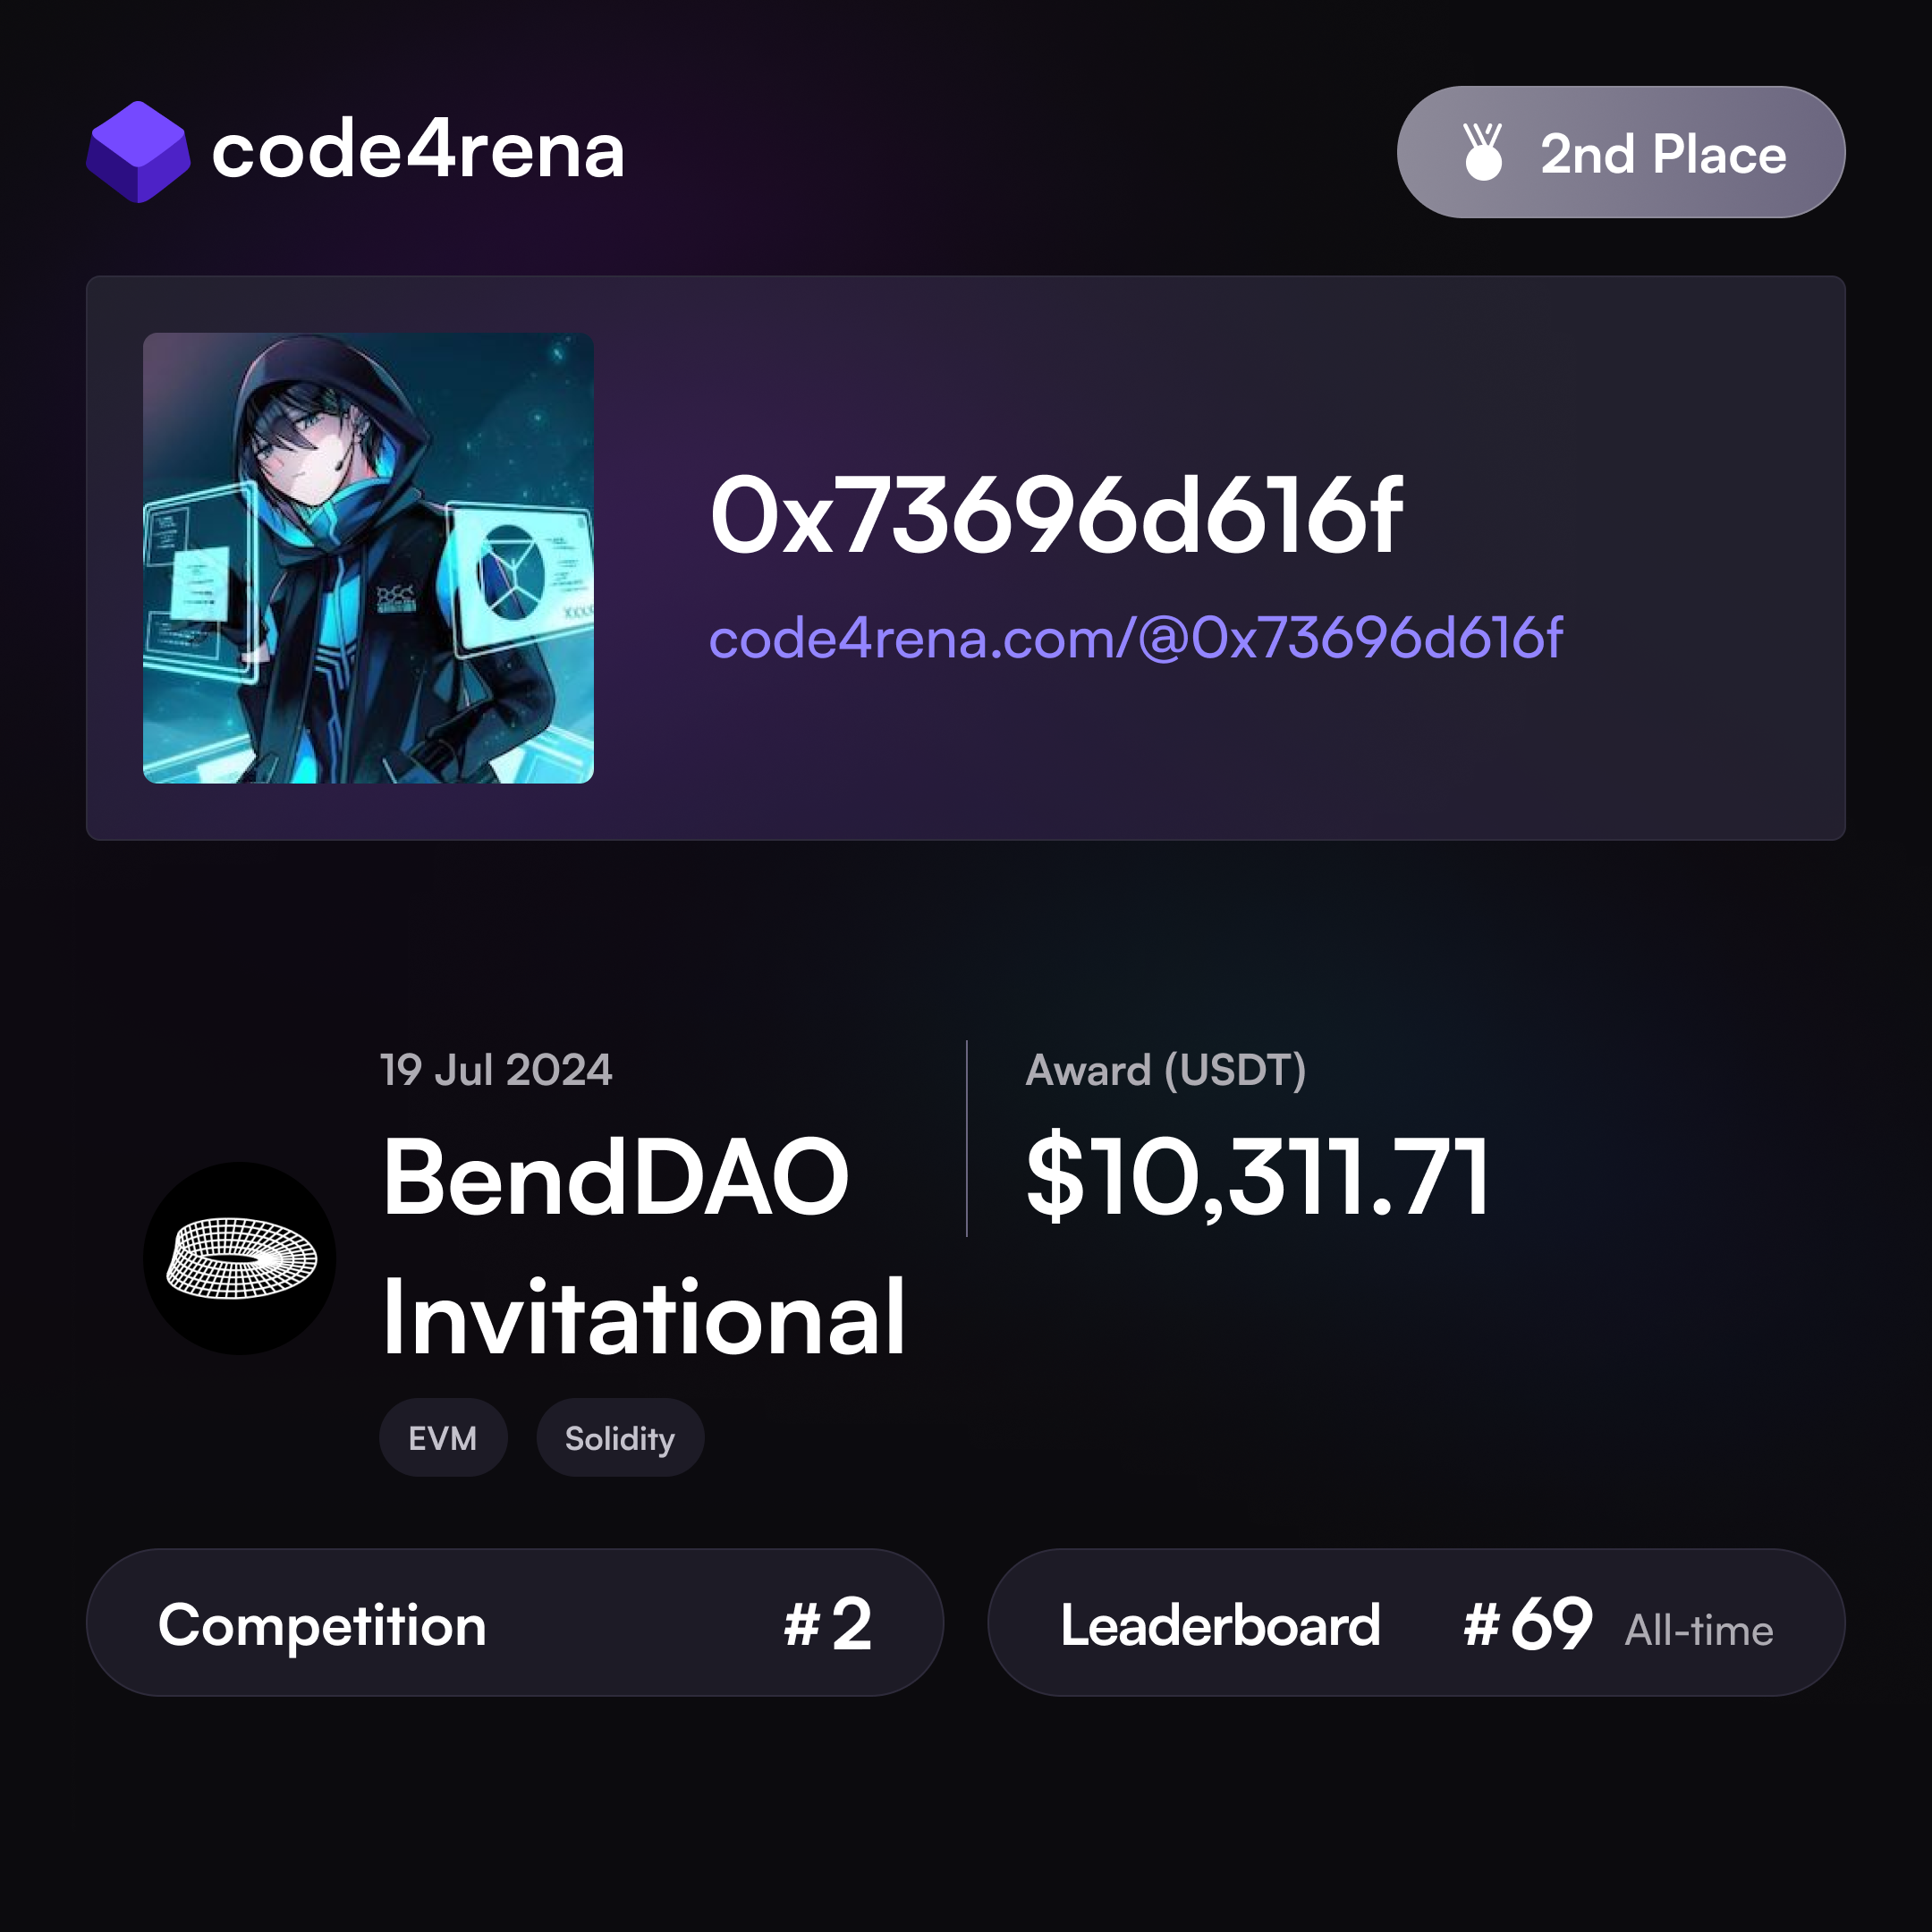 code4rena
2nd Place
0x73696d616f
code4rena.com/@0x73696d616f
19 Jul 2024
BendDAO
Invitational
EVM
Solidity
Award (USDT)
$10,311.71
Competition
#2
Leaderboard
#69 All-time